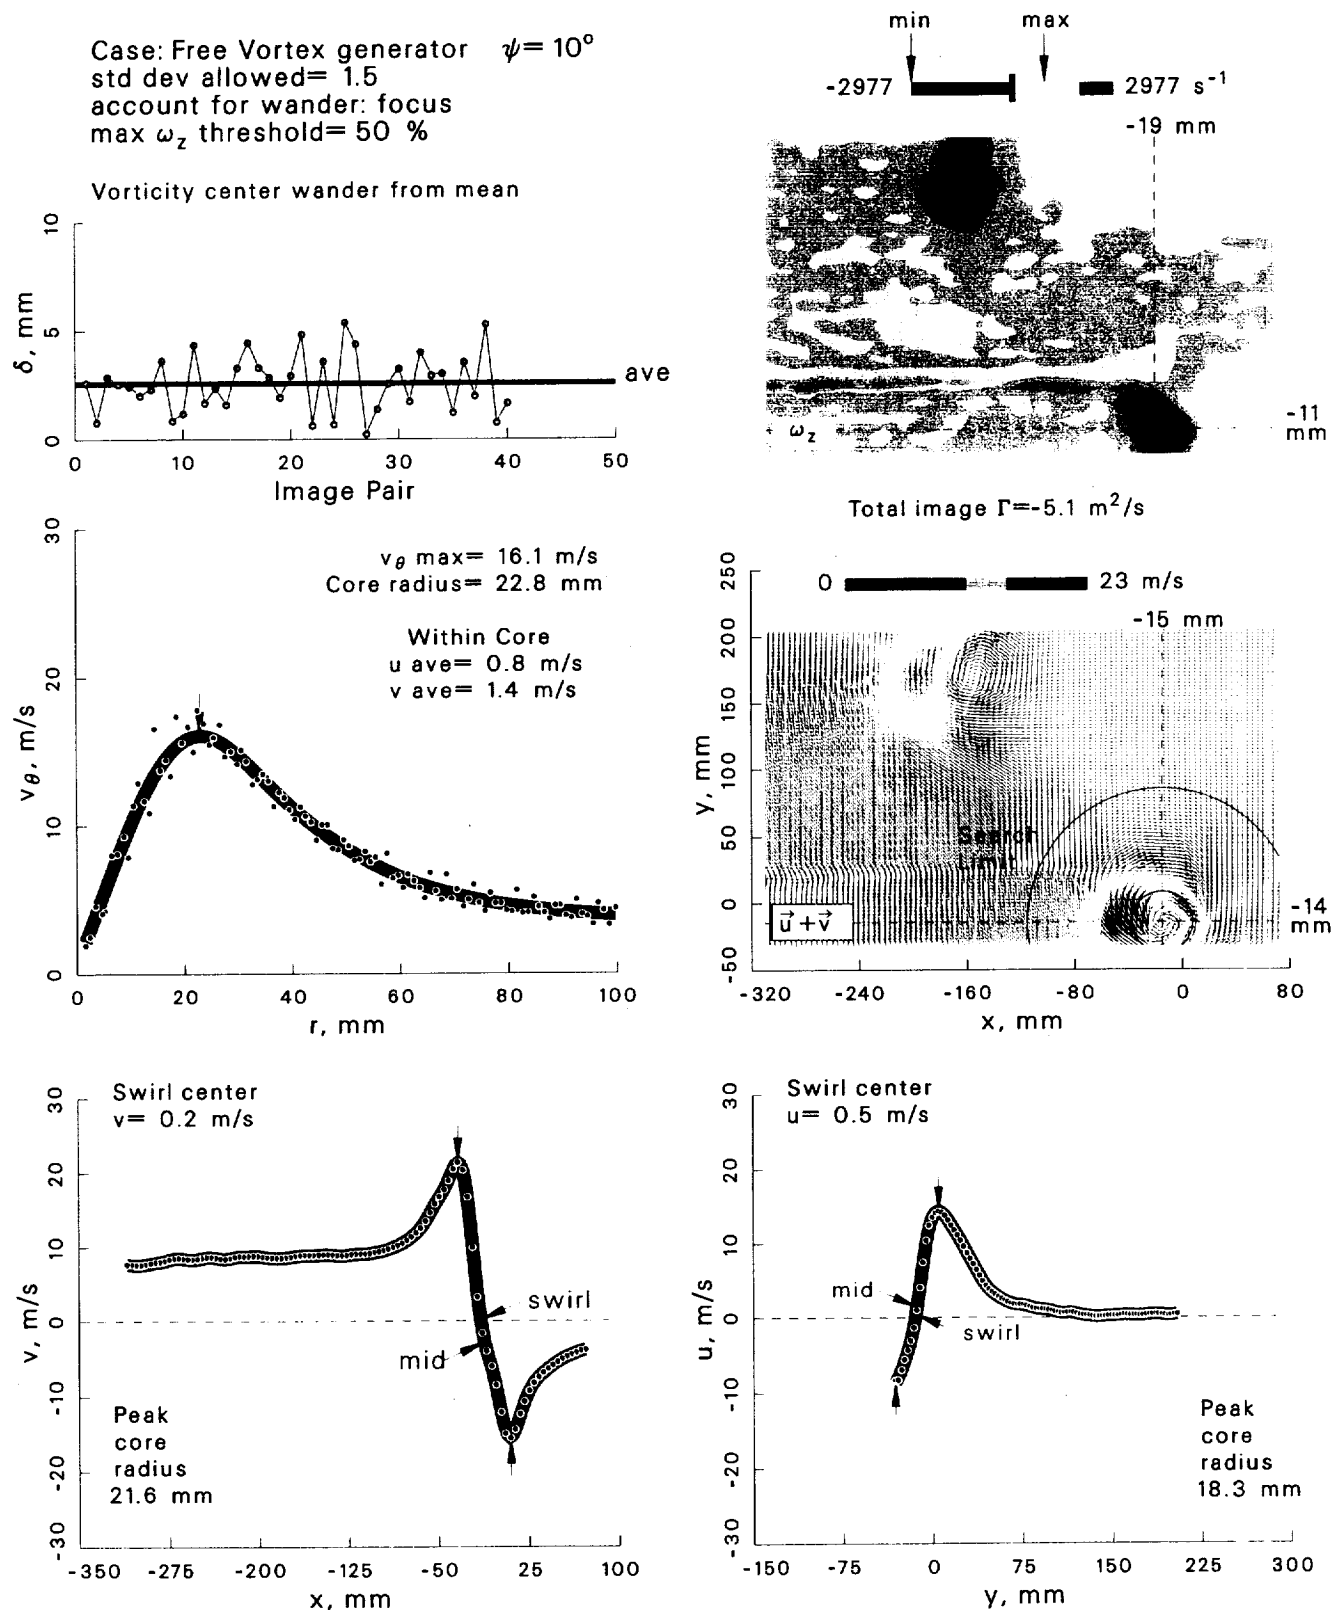 Case: Free Vortex generator ψ= 10°
std dev allowed= 1.5
account for wander: focus
max ω_z threshold= 50 %
Vorticity center wander from mean
10
5
0
δ, mm
ave
0 10 20 30 40 50
Image Pair
min max
-2977 2977 s⁻¹
-19 mm
-11
mm
ω_z
Total image Γ=-5.1 m²/s
30
20
10
0
v_θ, m/s
v_θ max= 16.1 m/s
Core radius= 22.8 mm
Within Core
u ave= 0.8 m/s
v ave= 1.4 m/s
0 20 40 60 80 100
r, mm
250
200
150
100
50
0
-50
y, mm
0 23 m/s
-15 mm
Search
Limit
-14
mm
u⃗+v⃗
-320 -240 -160 -80 0 80
x, mm
30
20
10
0
-10
-20
-30
v, m/s
Swirl center
v= 0.2 m/s
swirl
mid
Peak
core
radius
21.6 mm
-350 -275 -200 -125 -50 25 100
x, mm
30
20
10
0
-10
-20
-30
u, m/s
Swirl center
u= 0.5 m/s
mid
swirl
Peak
core
radius
18.3 mm
-150 -75 0 75 150 225 300
y, mm